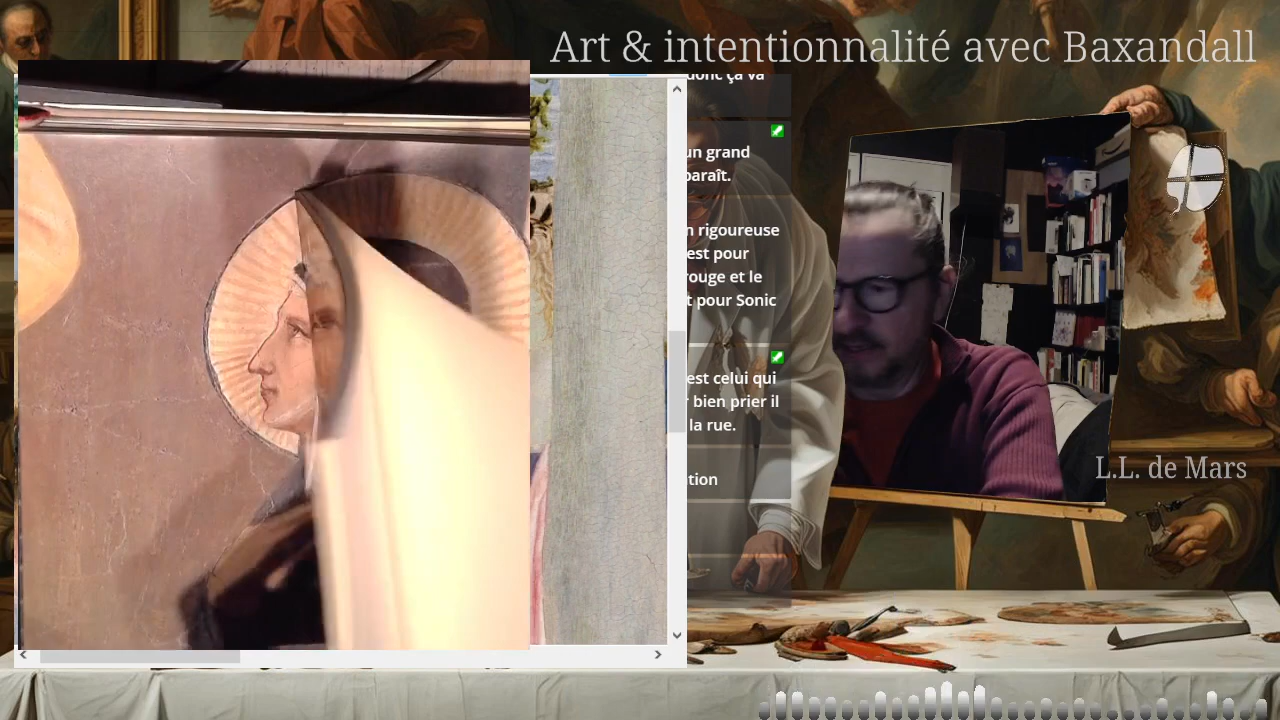 Art & intentionnalité avec Baxandall
donc ça va
un grand
paraît.
rigoureuse
est pour
rouge et le
t pour Sonic
est celui qui
bien prier il
la rue.
L.L. de Mars